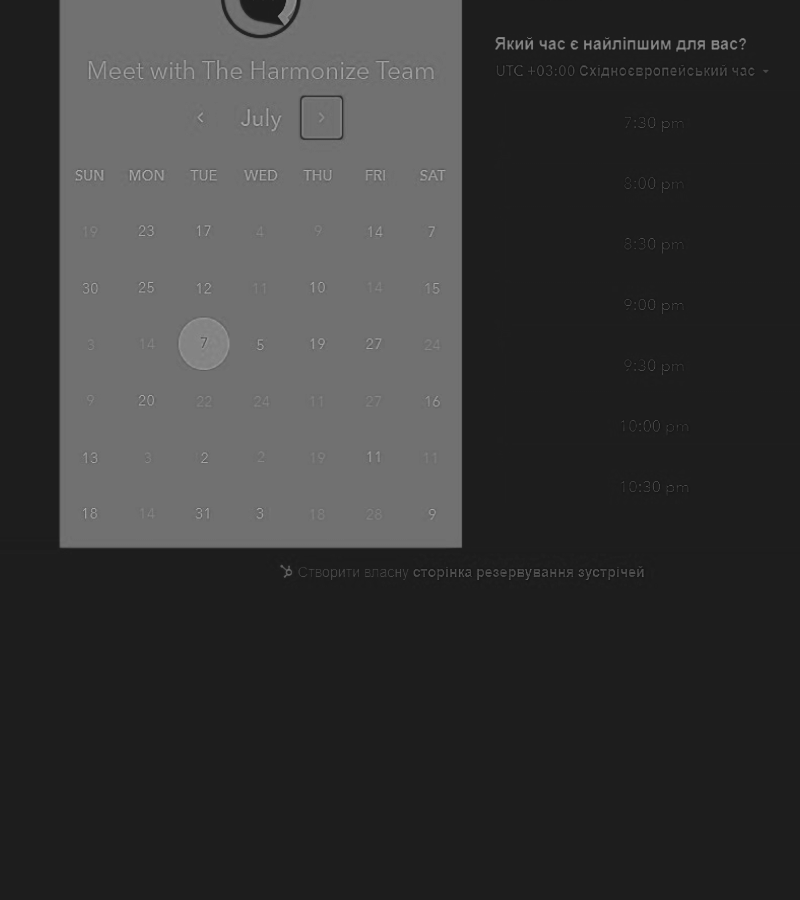 Meet with The Harmonize Team
July
SUN MON TUE WED THU FRI SAT
19 23 17 4 9 14 7
30 25 12 11 10 14 15
3 14 7 5 19 27 24
9 20 22 24 11 27 16
13 3 2 2 19 11 11
18 14 31 3 18 28 9
Який час є найліпшим для вас?
UTC +03:00 Східноєвропейський час
7:30 pm
8:00 pm
8:30 pm
9:00 pm
9:30 pm
10:00 pm
10:30 pm
Створити власну сторінка резервування зустрічей